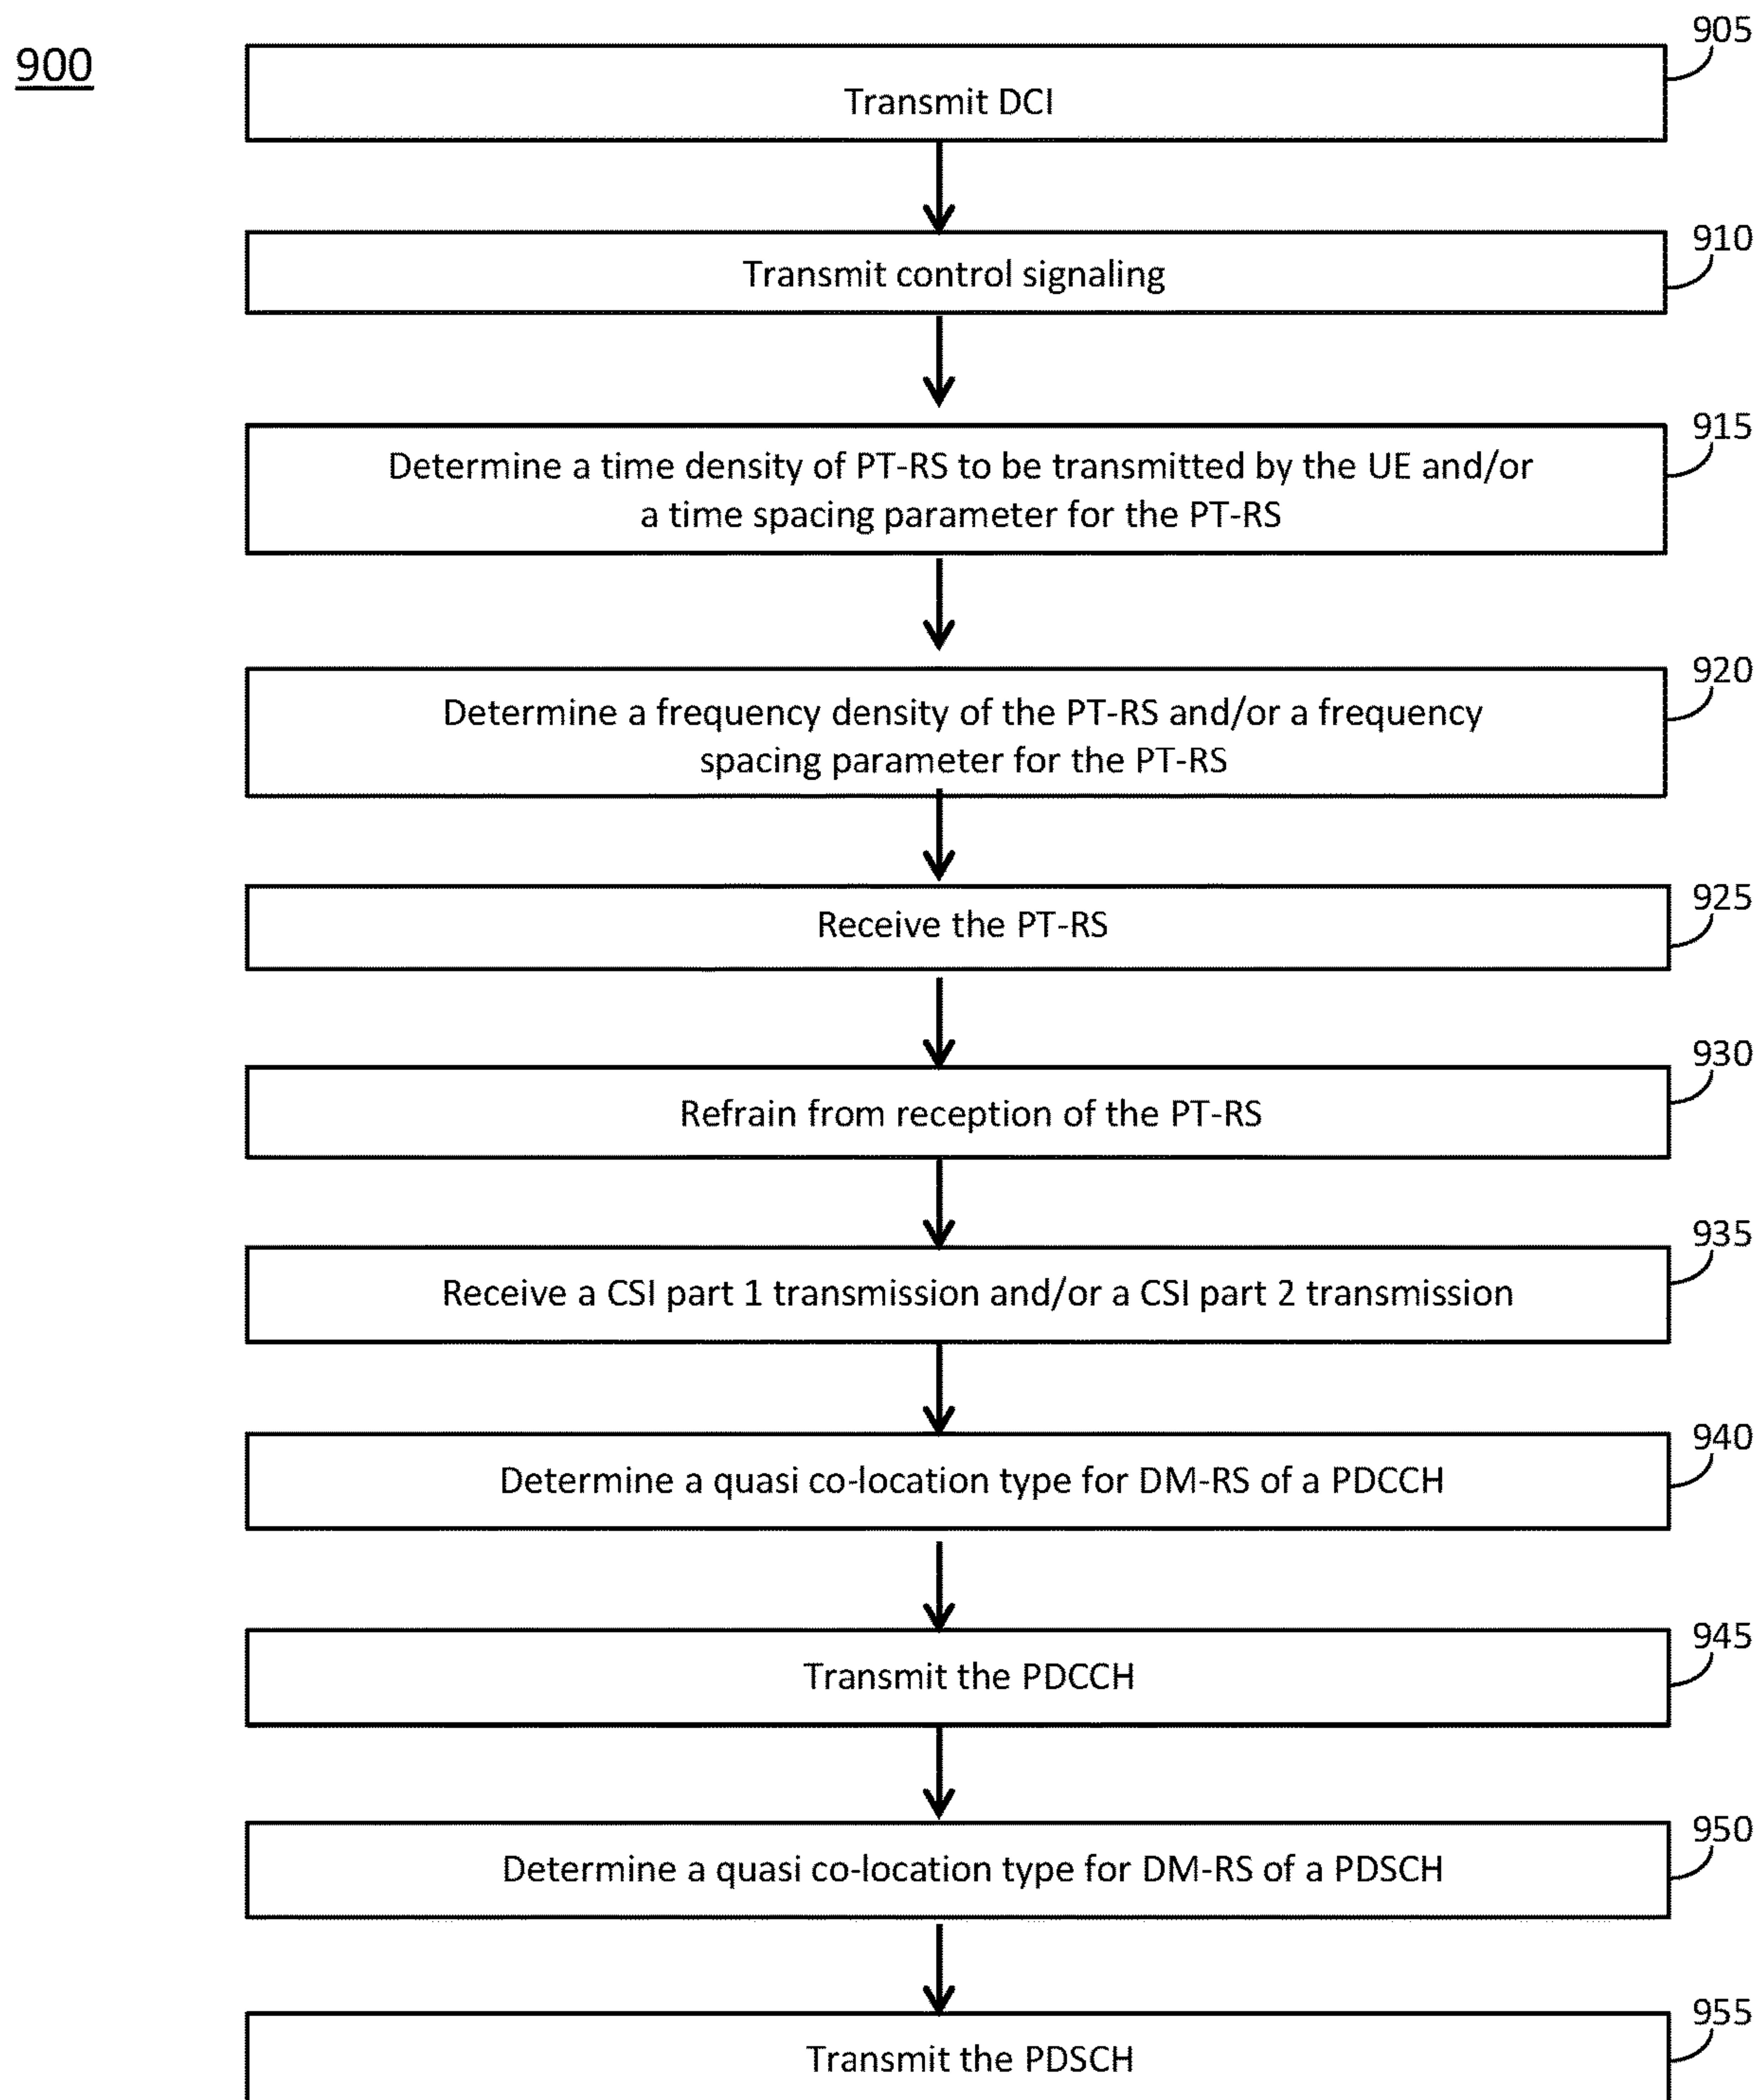 900
905
Transmit DCI
910
Transmit control signaling
915
Determine a time density of PT-RS to be transmitted by the UE and/or
a time spacing parameter for the PT-RS
920
Determine a frequency density of the PT-RS and/or a frequency
spacing parameter for the PT-RS
925
Receive the PT-RS
930
Refrain from reception of the PT-RS
935
Receive a CSI part 1 transmission and/or a CSI part 2 transmission
940
Determine a quasi co-location type for DM-RS of a PDCCH
945
Transmit the PDCCH
950
Determine a quasi co-location type for DM-RS of a PDSCH
955
Transmit the PDSCH